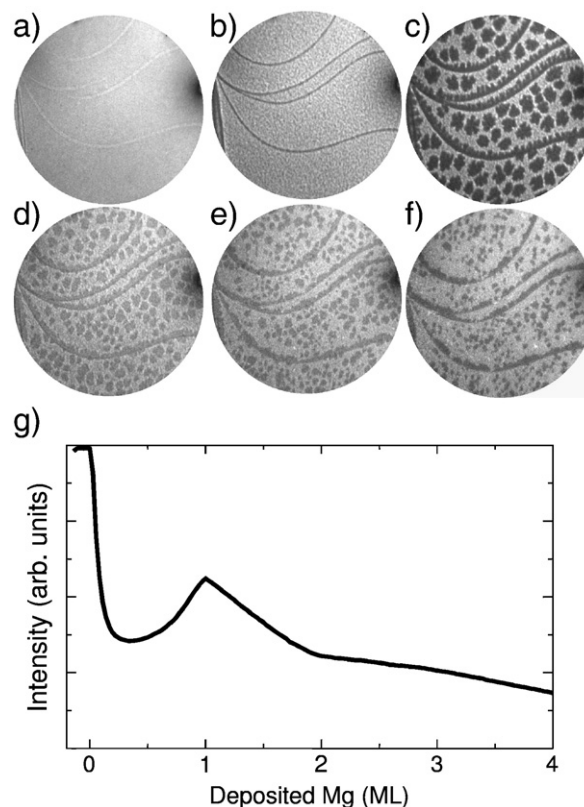 a)
b)
c)
d)
e)
f)
g)
Intensity (arb. units)
0
1
2
3
4
Deposited Mg (ML)